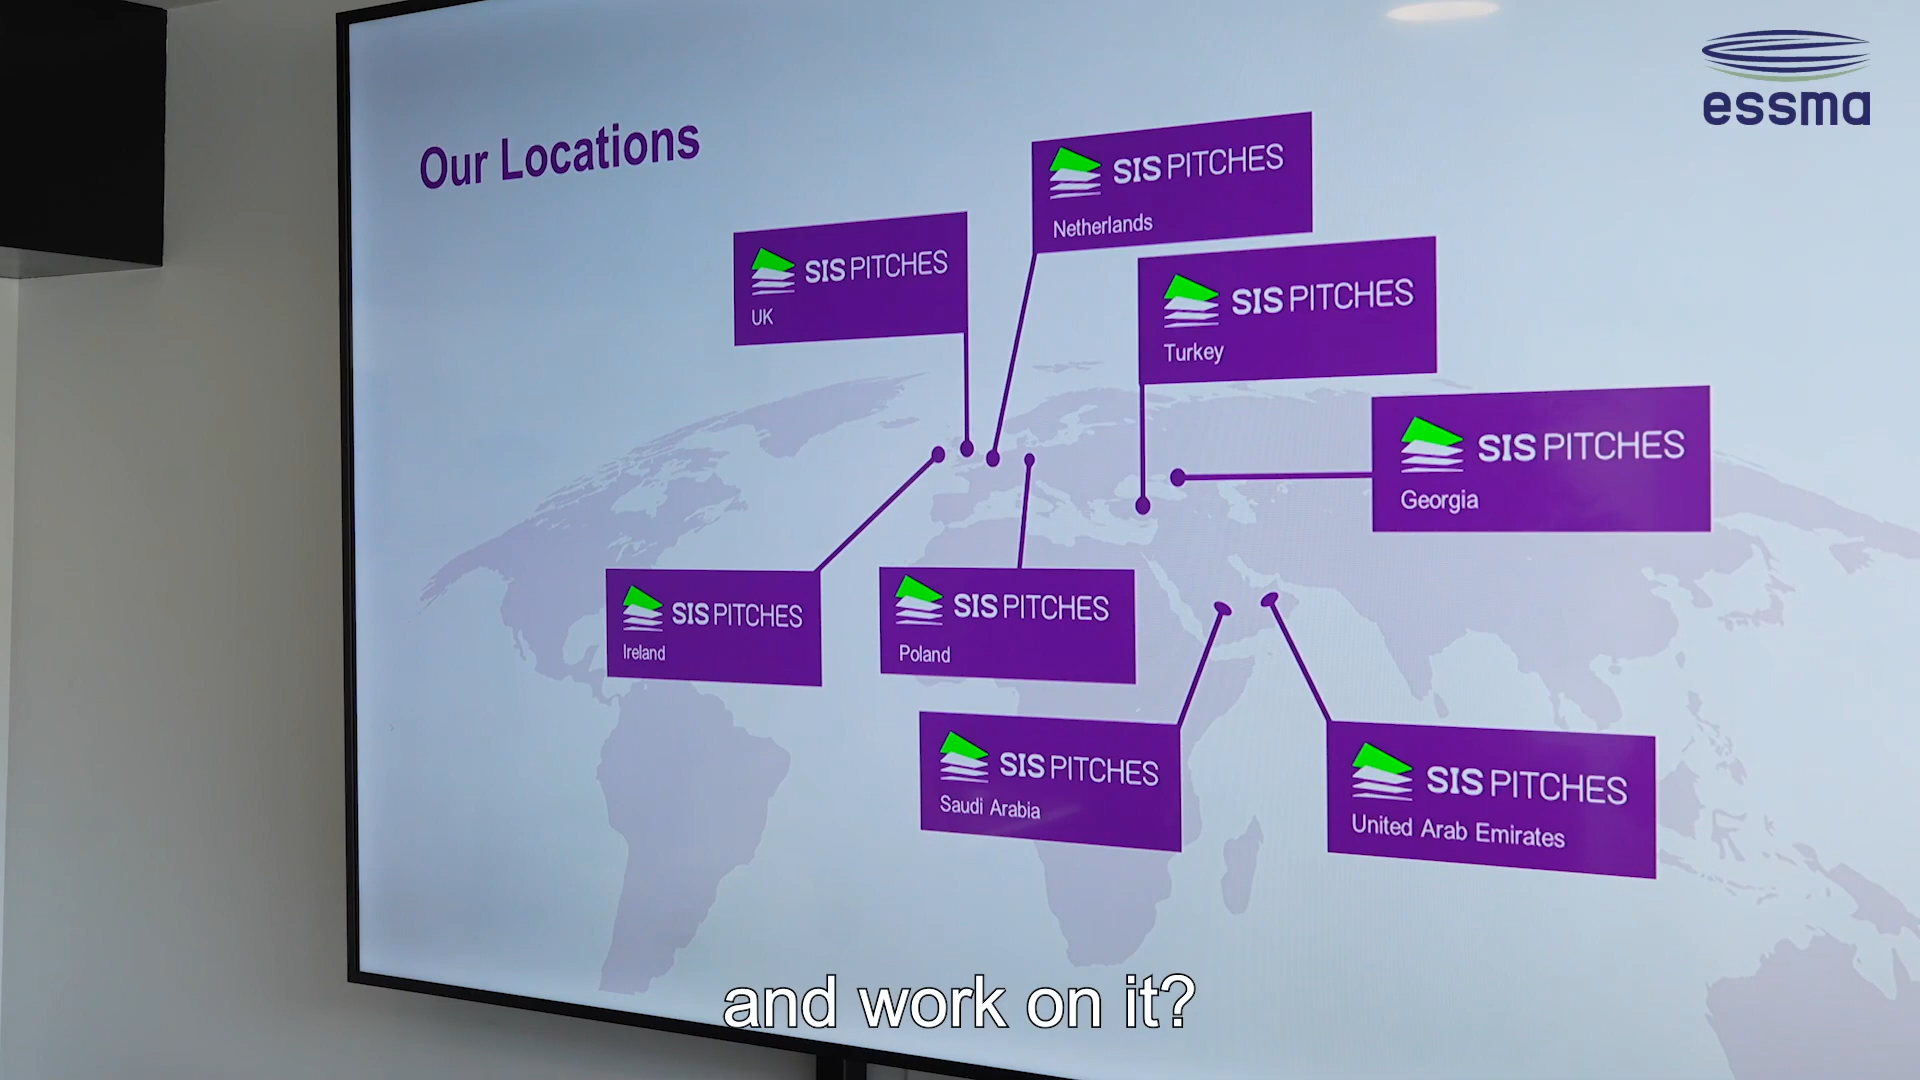 essma
Our Locations
SIS PITCHES
Netherlands
SIS PITCHES
UK
SIS PITCHES
Turkey
SIS PITCHES
Georgia
SIS PITCHES
Ireland
SIS PITCHES
Poland
SIS PITCHES
Saudi Arabia
SIS PITCHES
United Arab Emirates
and work on it?